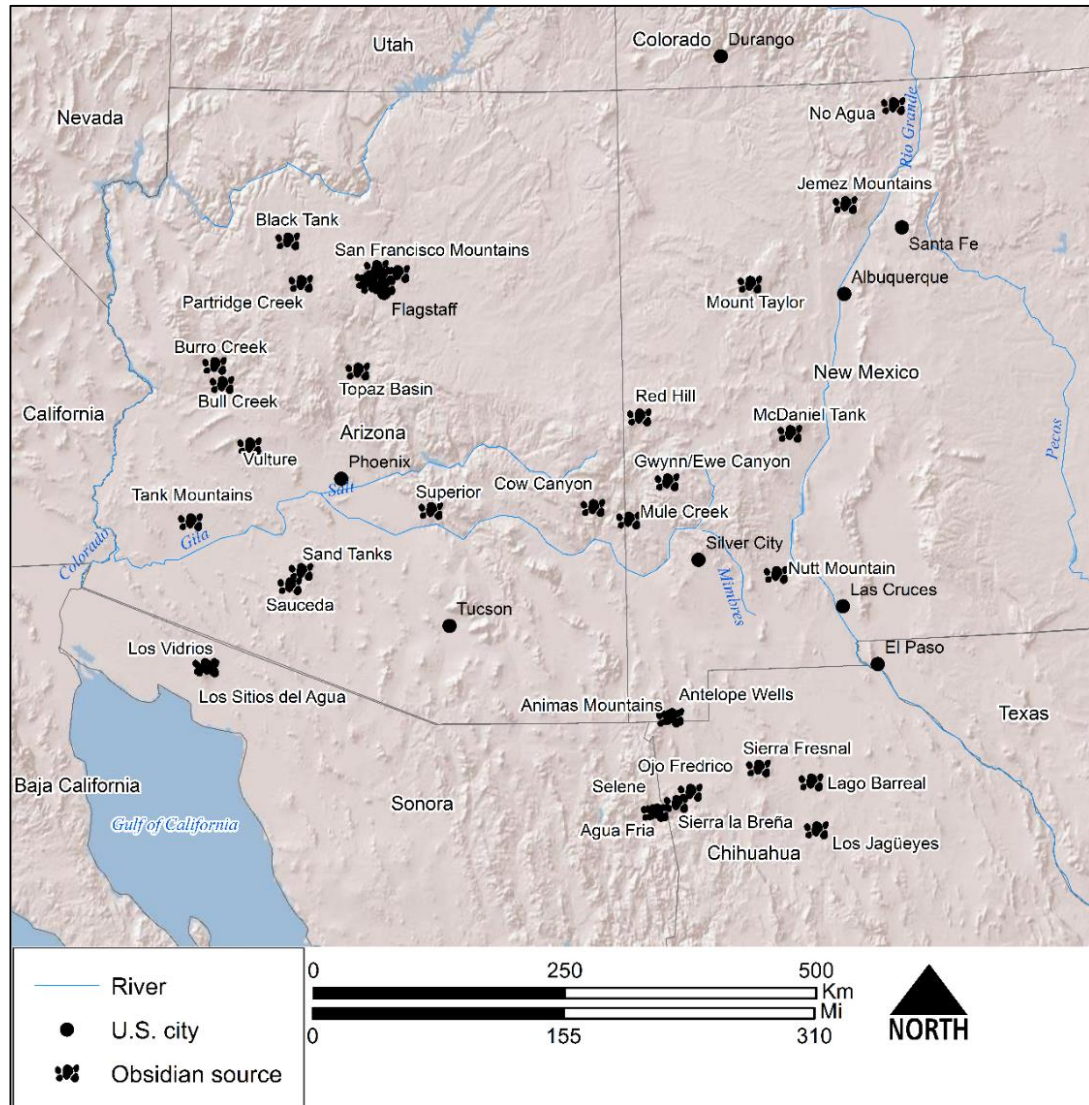 Utah
Colorado
Durango
Nevada
No Agua
Rio Grande
Jemez Mountains
Black Tank
San Francisco Mountains
Santa Fe
Partridge Creek
Flagstaff
Mount Taylor
Albuquerque
Burro Creek
Bull Creek
Topaz Basin
New Mexico
California
Red Hill
McDaniel Tank
Pecos
Arizona
Vulture
Phoenix
Gwynn/Ewe Canyon
Salt
Superior
Cow Canyon
Tank Mountains
Mule Creek
Gila
Colorado
Sand Tanks
Silver City
Mimbres
Nutt Mountain
Sauceda
Las Cruces
Tucson
Los Vidrios
El Paso
Los Sitios del Agua
Animas Mountains
Antelope Wells
Texas
Sierra Fresnal
Ojo Fredrico
Baja California
Selene
Lago Barreal
Sonora
Gulf of California
Agua Fria
Sierra la Breña
Los Jagüeyes
Chihuahua
River
U.S. city
Obsidian source
0 250 500
Km
Mi
0 155 310
NORTH